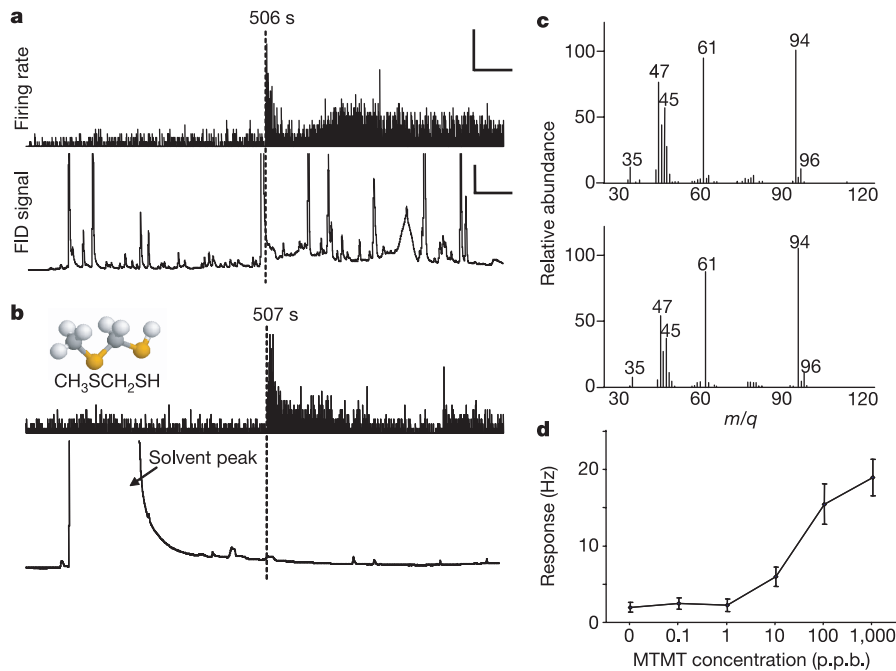 a
506 s
Firing rate
FID signal
b
507 s
CH₃SCH₂SH
Solvent peak
c
Relative abundance
100
50
0
35
47
45
61
94
96
30
60
90
120
100
50
0
35
47
45
61
94
96
30
60
90
120
m/q
d
Response (Hz)
20
10
0
0
0.1
1
10
100
1,000
MTMT concentration (p.p.b.)